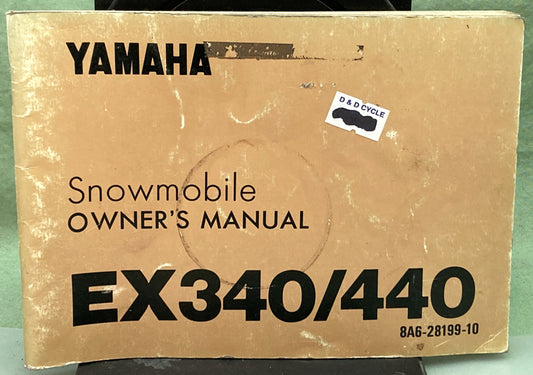 YAMAHA
D & D CYCLE
Snowmobile
OWNER'S MANUAL
EX340/440
8A6-28199-10